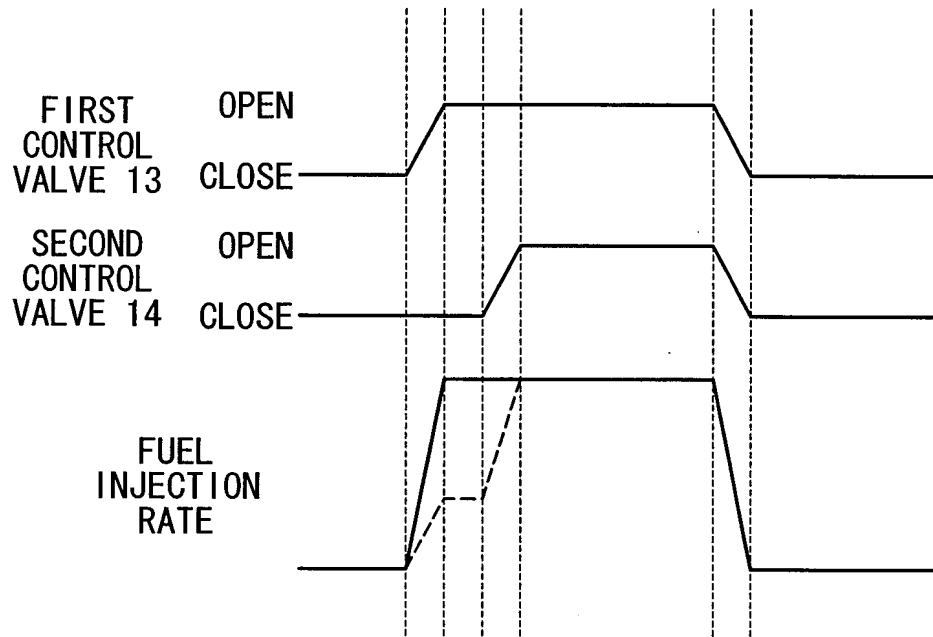 FIRST
CONTROL
VALVE 13
OPEN
CLOSE
SECOND
CONTROL
VALVE 14
OPEN
CLOSE
FUEL
INJECTION
RATE